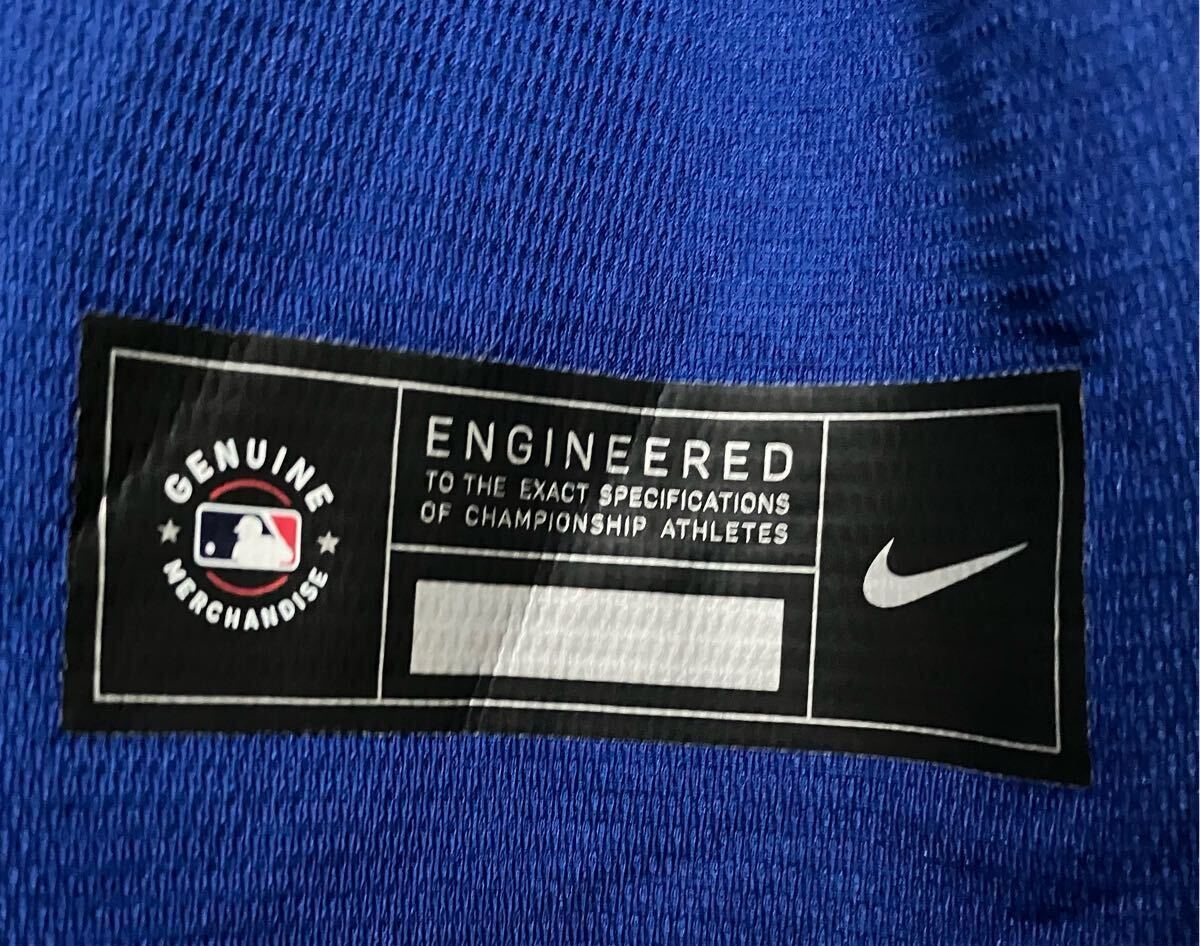 GENUINE
MERCHANDISE
ENGINEERED
TO THE EXACT SPECIFICATIONS
OF CHAMPIONSHIP ATHLETES